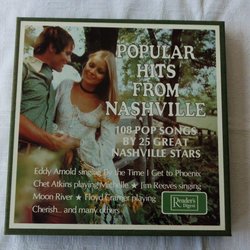 POPULAR
HITS
FROM
NASHVILLE
108 POP SONGS
BY 25 GREAT
NASHVILLE STARS
Eddy Arnold singing By the Time I Get to Phoenix
Chet Atkins playing Michelle ★ Jim Reeves singing
Moon River ★ Floyd Cramer playing
Cherish... and many others
Reader's
Digest